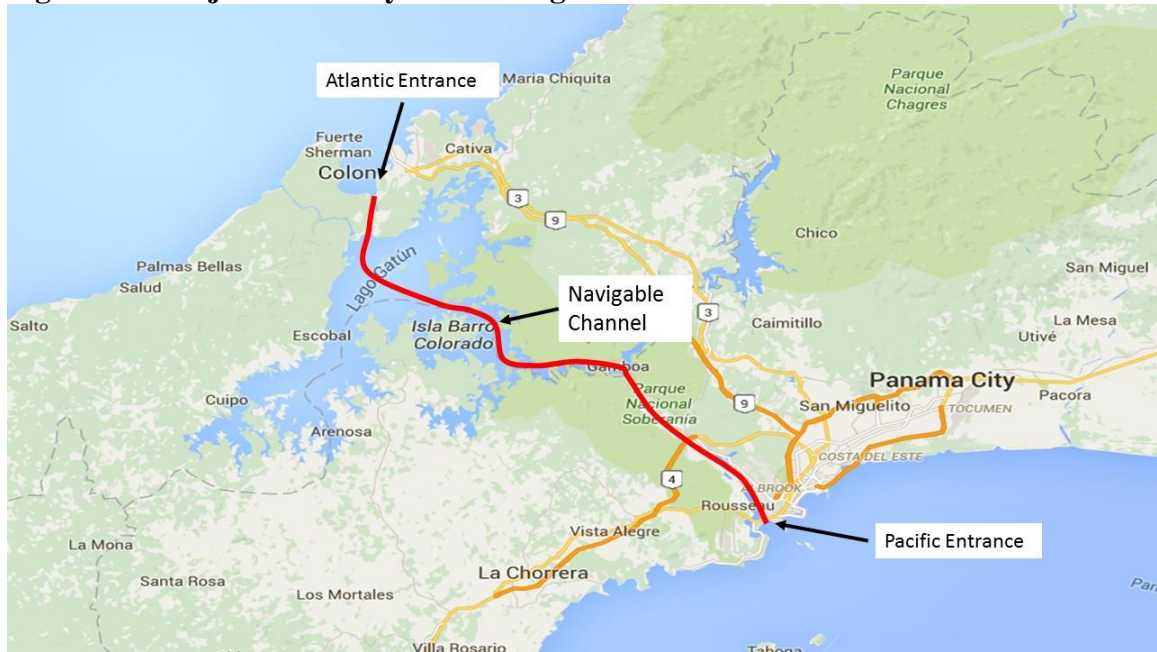 Atlantic Entrance
Maria Chiquita
Parque
Nacional
Chagres
Fuerte
Sherman
Cativa
Colon
3
9
Chico
Palmas Bellas
Salud
Lago Gatún
San Miguel
Navigable
Channel
Salto
Escobal
Isla Barro
Colorado
3
Caimitillo
La Mesa
Utivé
Gamboa
Parque
Nacional
Soberanía
Panama City
Pacora
Cuipo
Arenosa
9
San Miguelito
TOCUMEN
COSTA DEL ESTE
4
BROOK
Rousseau
Vista Alegre
Pacific Entrance
La Mona
Santa Rosa
Los Mortales
La Chorrera
Villa Rosario
Taboga